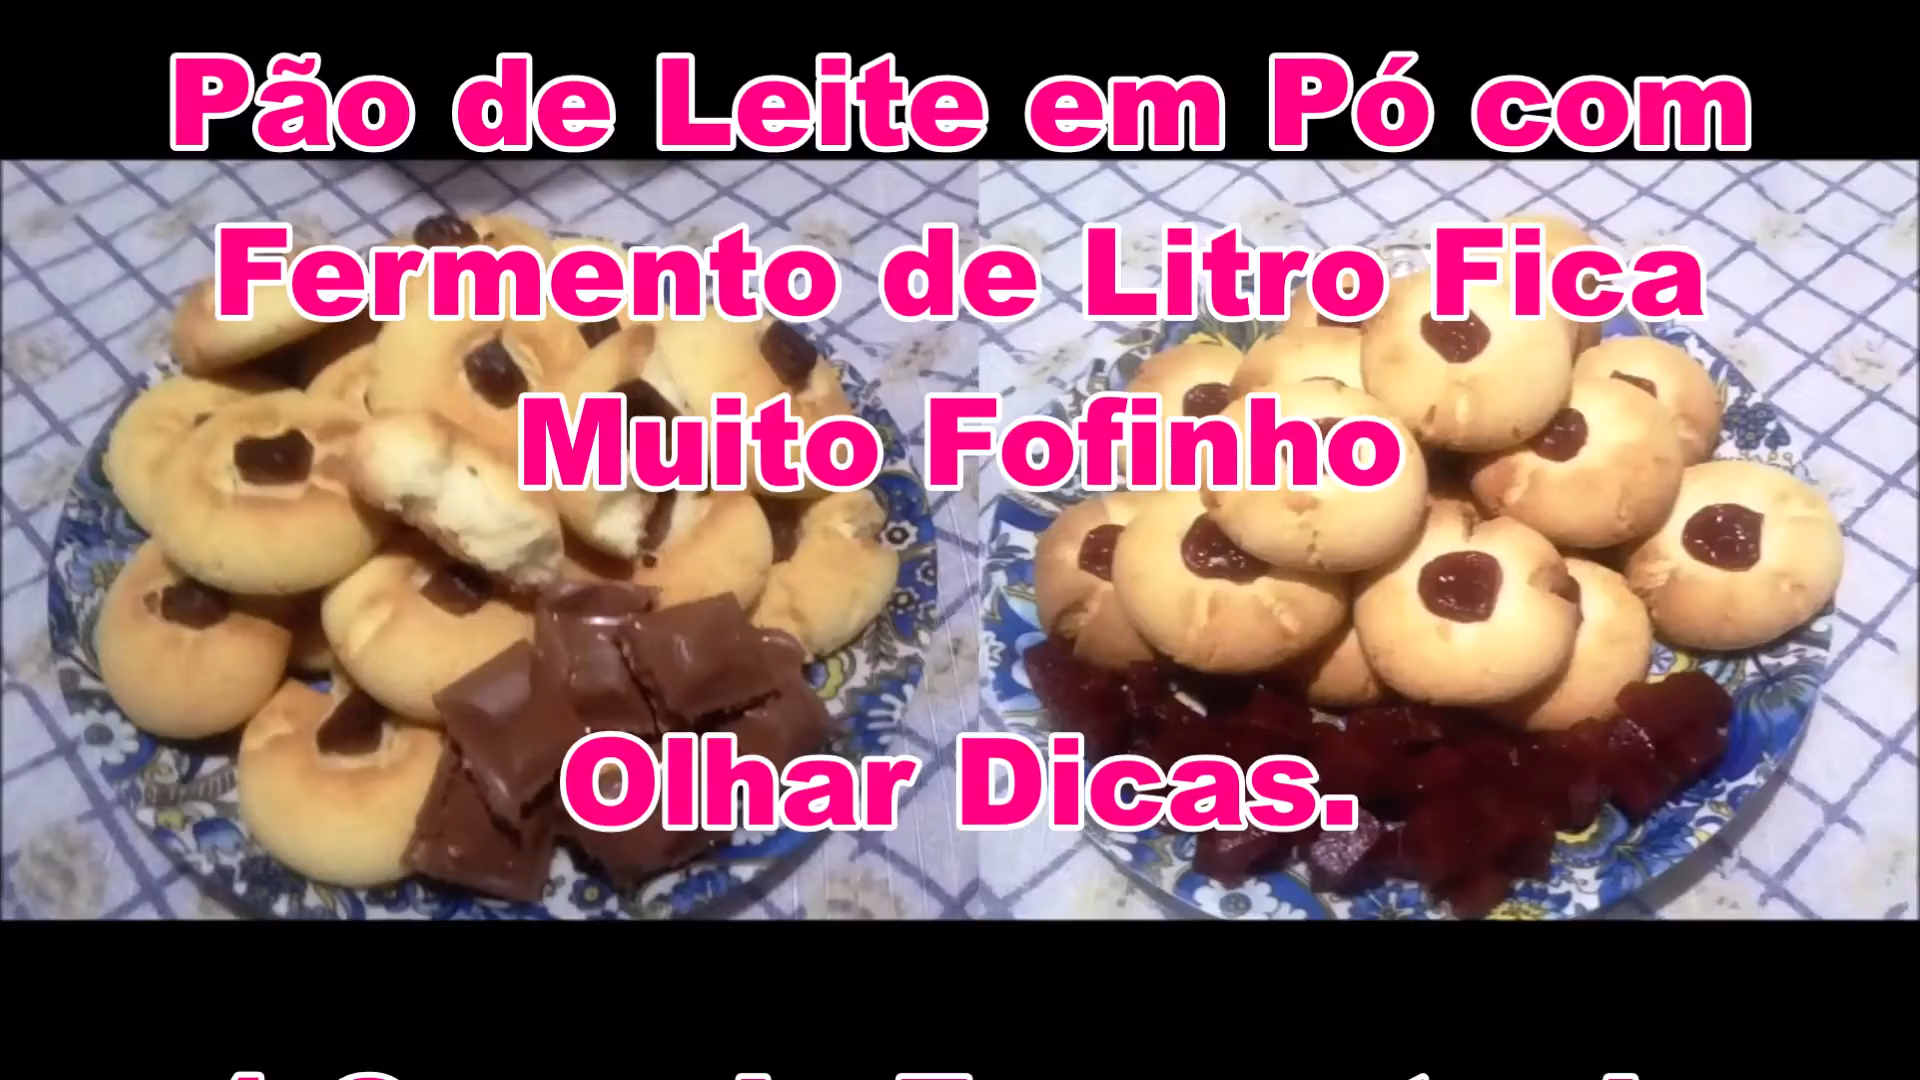 Pão de Leite em Pó com
Fermento de Litro Fica
Muito Fofinho
Olhar Dicas.